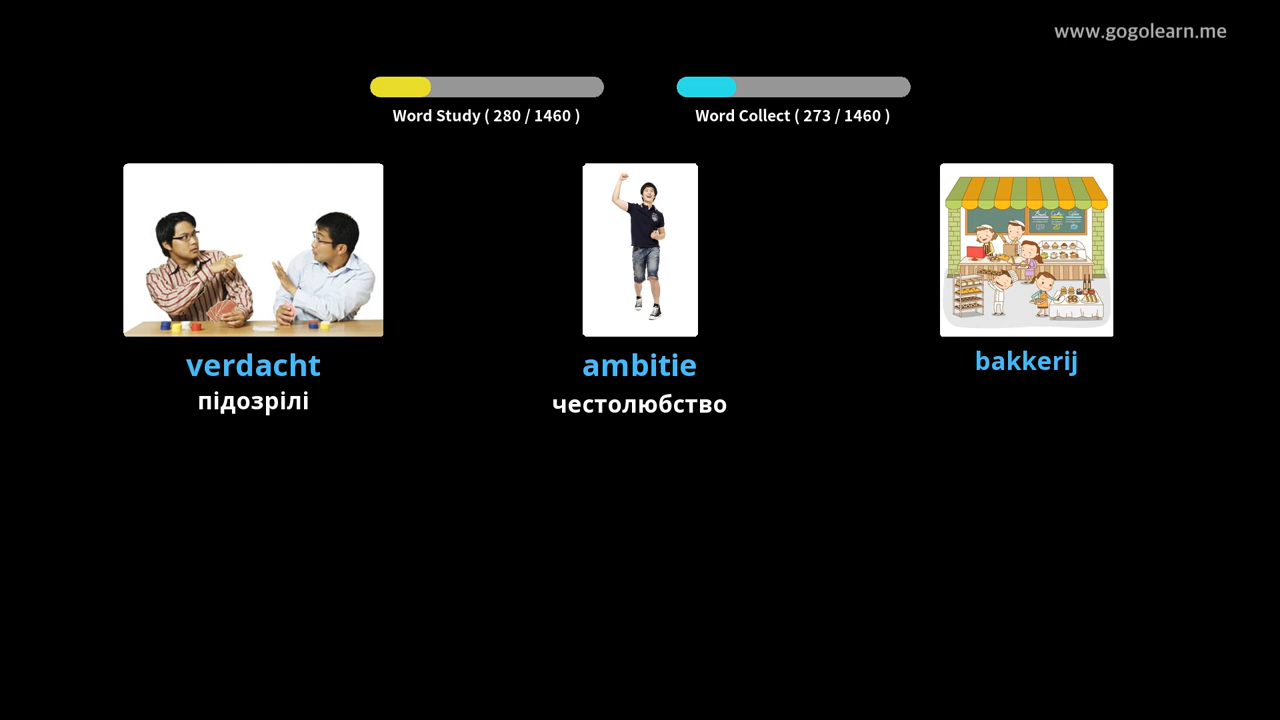 www.gogolearn.me
Word Study ( 280 / 1460 )
Word Collect ( 273 / 1460 )
verdacht
підозрілі
ambitie
честолюбство
bakkerij